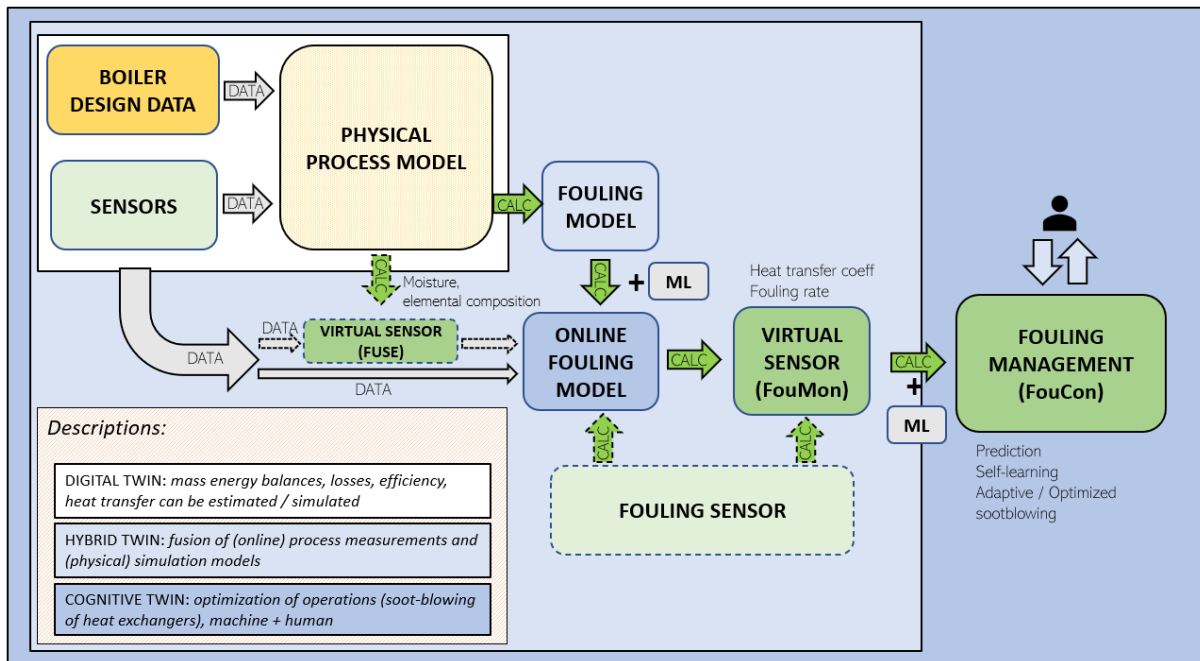 BOILER
DESIGN DATA
DATA
PHYSICAL
PROCESS MODEL
SENSORS
DATA
CALC
FOULING
MODEL
CALC
Moisture,
elemental composition
CALC
+
ML
Heat transfer coeff
Fouling rate
DATA
DATA
VIRTUAL SENSOR
(FUSE)
DATA
ONLINE
FOULING
MODEL
CALC
VIRTUAL
SENSOR
(FouMon)
CALC
+
ML
FOULING
MANAGEMENT
(FouCon)
Prediction
Self-learning
Adaptive / Optimized
sootblowing
CALC
CALC
FOULING SENSOR
Descriptions:
DIGITAL TWIN: mass energy balances, losses, efficiency,
heat transfer can be estimated / simulated
HYBRID TWIN: fusion of (online) process measurements and
(physical) simulation models
COGNITIVE TWIN: optimization of operations (soot-blowing
of heat exchangers), machine + human